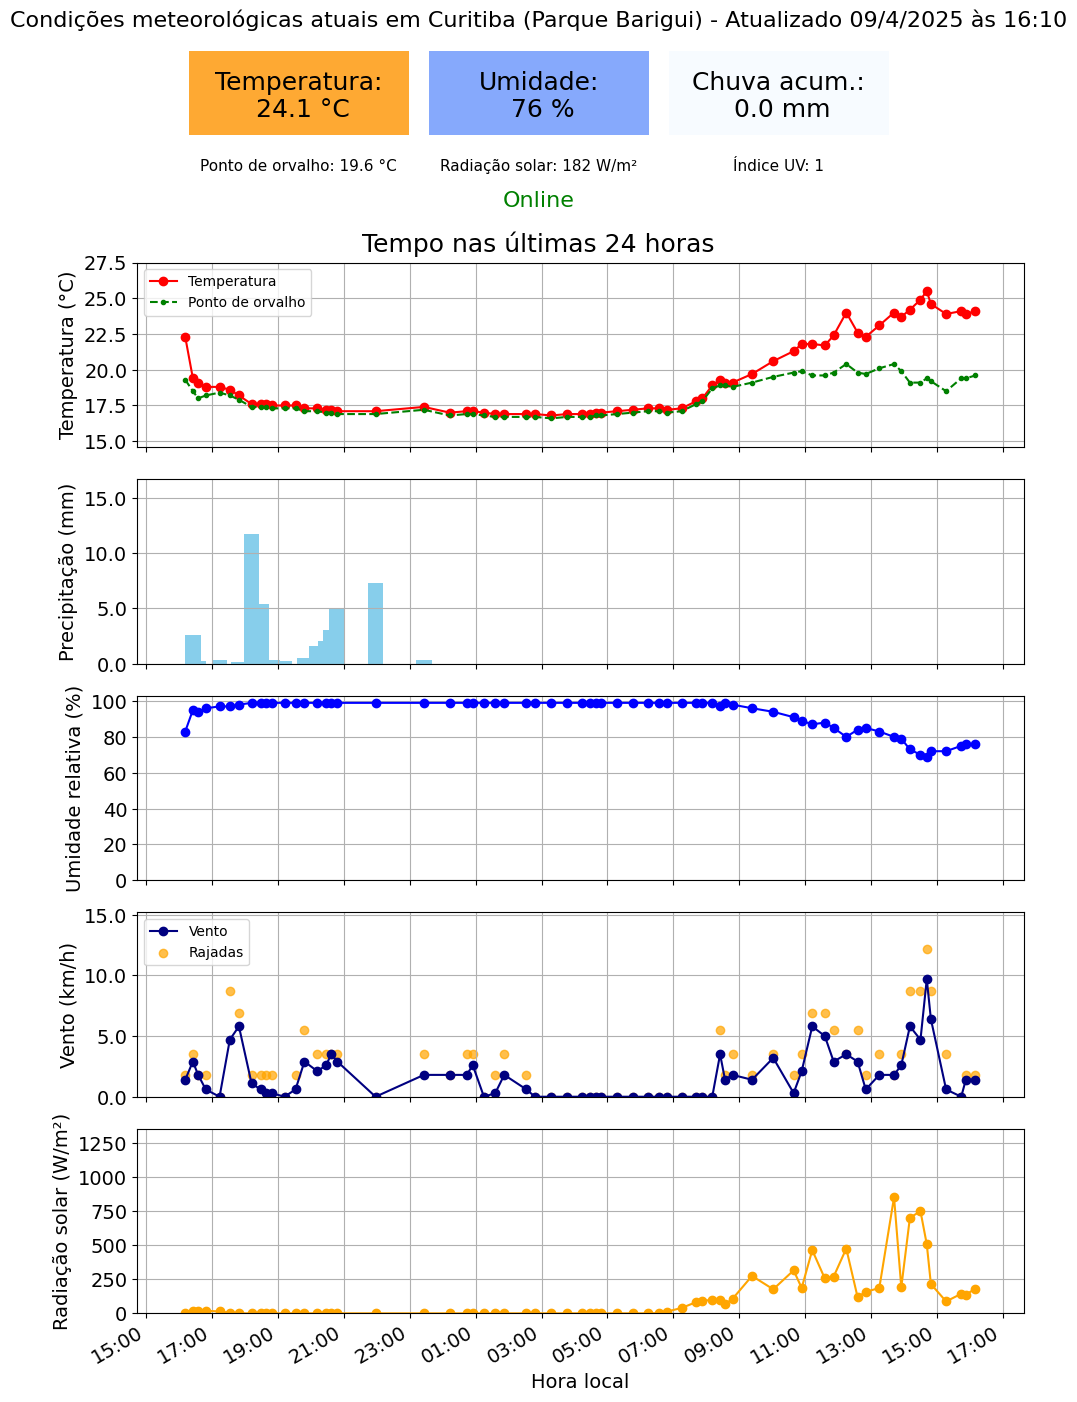 Condições meteorológicas atuais em Curitiba (Parque Barigui) - Atualizado 09/4/2025 às 16:10
Temperatura:
24.1 °C
Umidade:
76 %
Chuva acum.:
0.0 mm
Ponto de orvalho: 19.6 °C
Radiação solar: 182 W/m²
Índice UV: 1
Online
Tempo nas últimas 24 horas
Temperatura (°C)
27.5
25.0
22.5
20.0
17.5
15.0
Temperatura
Ponto de orvalho
Precipitação (mm)
15.0
10.0
5.0
0.0
Umidade relativa (%)
100
80
60
40
20
0
Vento (km/h)
15.0
10.0
5.0
0.0
Vento
Rajadas
Radiação solar (W/m²)
1250
1000
750
500
250
0
15:00
17:00
19:00
21:00
23:00
01:00
03:00
05:00
07:00
09:00
11:00
13:00
15:00
17:00
Hora local